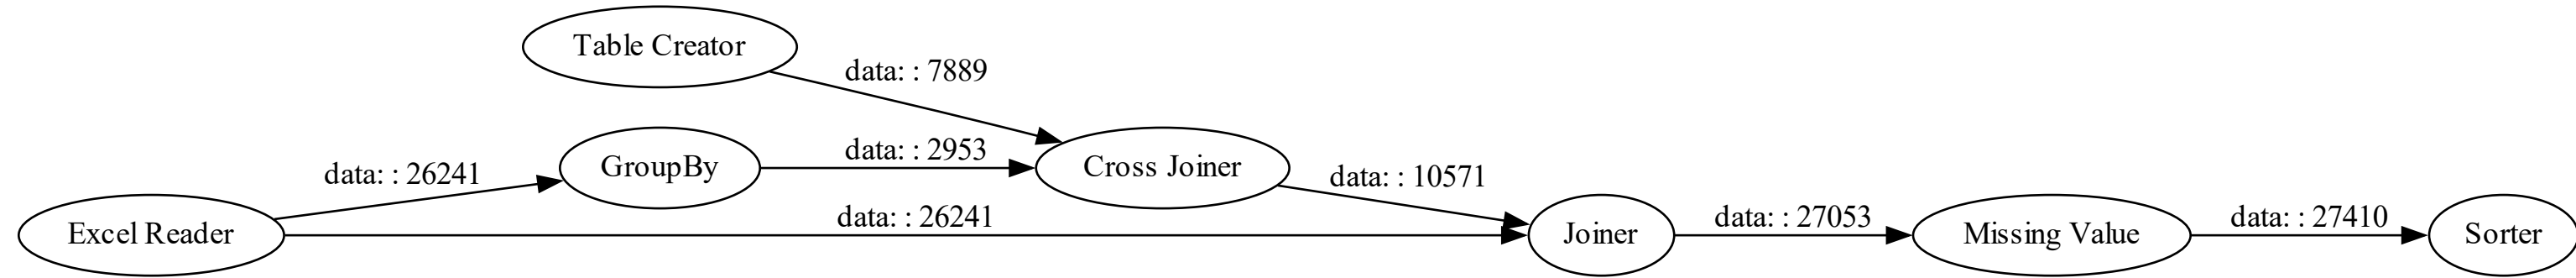 Table Creator
data: : 7889
GroupBy
data: : 2953
Cross Joiner
data: : 26241
data: : 10571
Excel Reader
data: : 26241
Joiner
data: : 27053
Missing Value
data: : 27410
Sorter